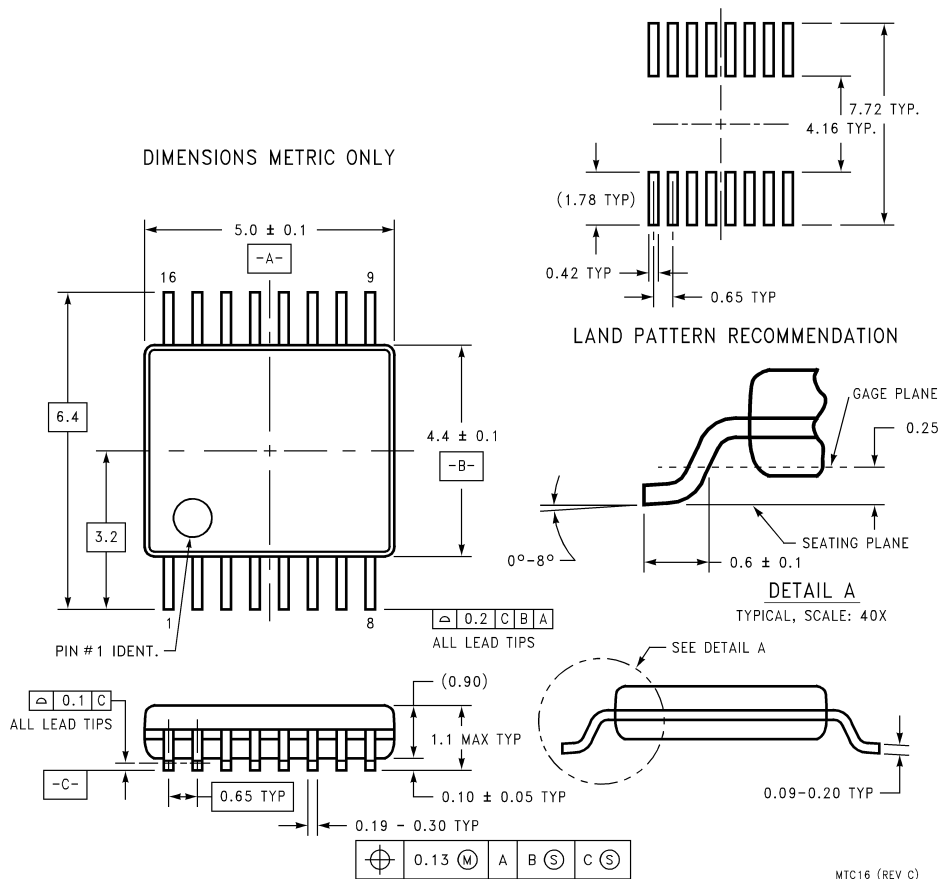 7.72 TYP.
4.16 TYP.
(1.78 TYP)
0.42 TYP
0.65 TYP
LAND PATTERN RECOMMENDATION
DIMENSIONS METRIC ONLY
5.0 ± 0.1
-A-
16
9
6.4
4.4 ± 0.1
-B-
3.2
1
8
PIN #1 IDENT.
⌓ 0.2 C B A
ALL LEAD TIPS
GAGE PLANE
0.25
SEATING PLANE
0°-8°
0.6 ± 0.1
DETAIL A
TYPICAL, SCALE: 40X
SEE DETAIL A
0.09-0.20 TYP
⌓ 0.1 C
ALL LEAD TIPS
(0.90)
1.1 MAX TYP
-C-
0.65 TYP
0.10 ± 0.05 TYP
0.19 - 0.30 TYP
⌖ 0.13 Ⓜ A B Ⓢ C Ⓢ
MTC16 (REV C)